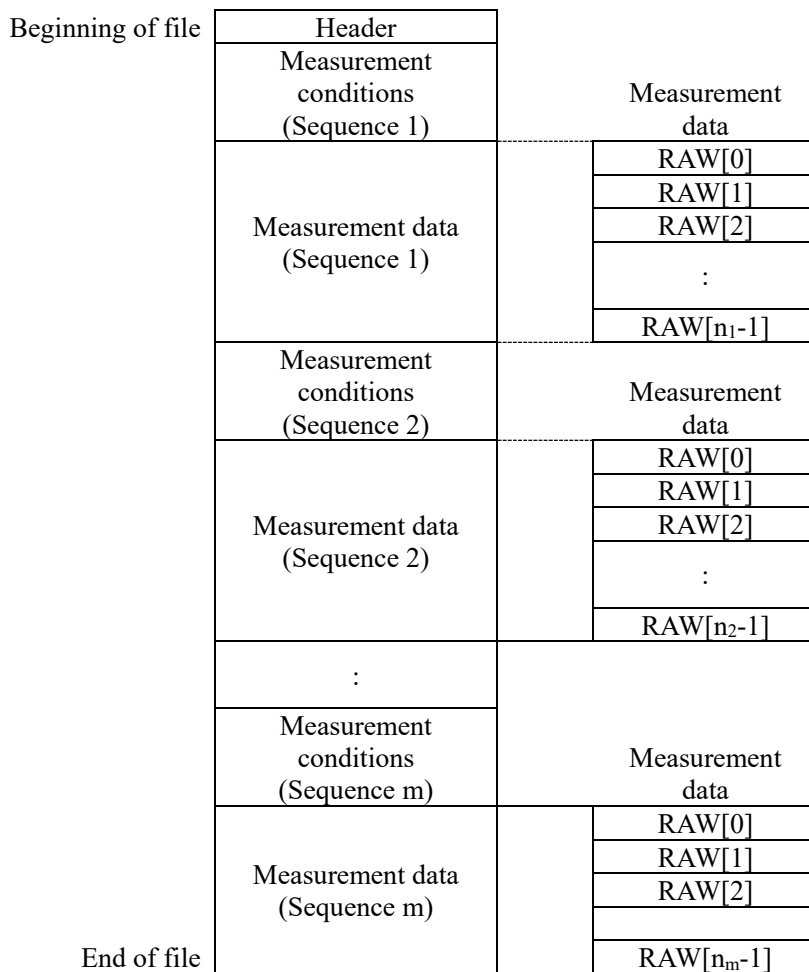 Beginning of file Header
Measurement
conditions
(Sequence 1)
Measurement
data
Measurement data
(Sequence 1)
RAW[0]
RAW[1]
RAW[2]
:
RAW[n₁-1]
Measurement
conditions
(Sequence 2)
Measurement
data
Measurement data
(Sequence 2)
RAW[0]
RAW[1]
RAW[2]
:
RAW[n₂-1]
:
Measurement
conditions
(Sequence m)
Measurement
data
Measurement data
(Sequence m)
RAW[0]
RAW[1]
RAW[2]
End of file RAW[nₘ-1]